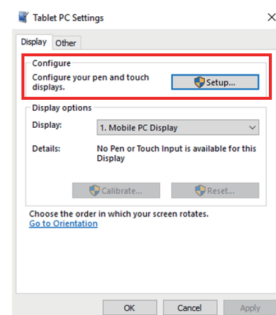 Tablet PC Settings
Display Other
Configure
Configure your pen and touch
displays.
Setup...
Display options
Display: 1. Mobile PC Display
Details: No Pen or Touch Input is available for this
Display
Calibrate... Reset...
Choose the order in which your screen rotates.
Go to Orientation
OK Cancel Apply